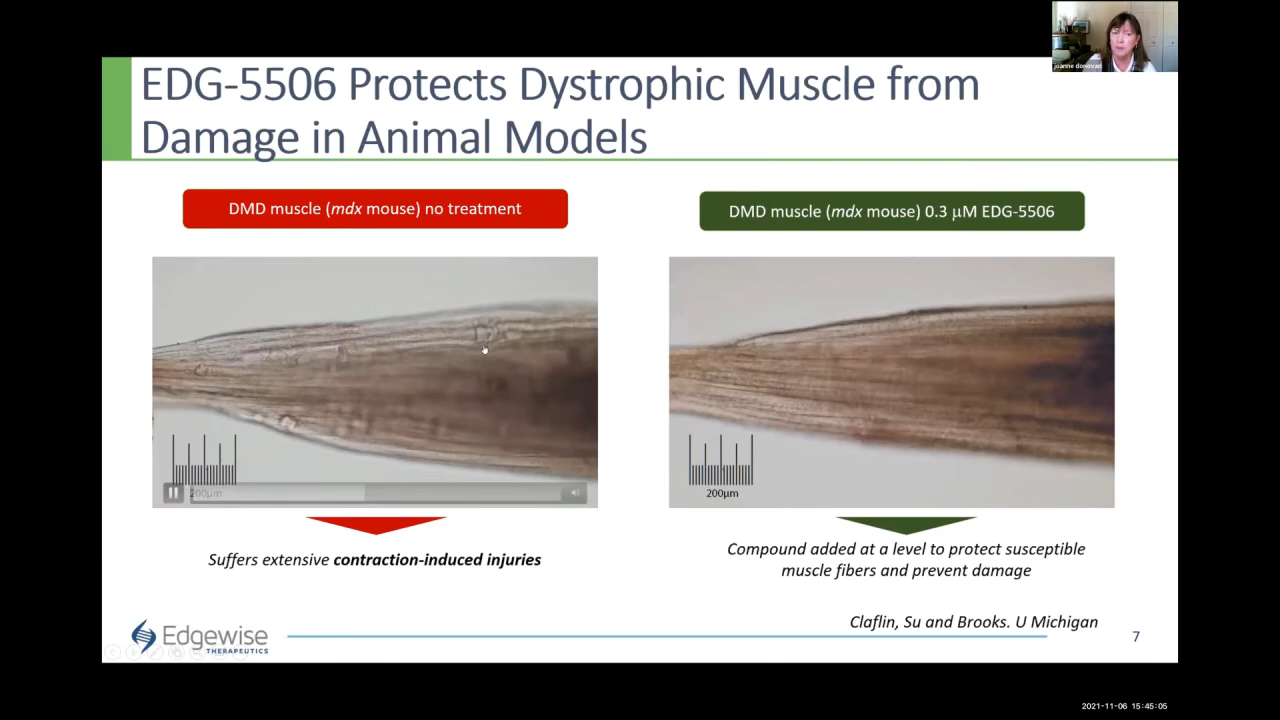 joanne donovan
EDG-5506 Protects Dystrophic Muscle from
Damage in Animal Models
DMD muscle (mdx mouse) no treatment
DMD muscle (mdx mouse) 0.3 µM EDG-5506
200µm
200µm
Suffers extensive contraction-induced injuries
Compound added at a level to protect susceptible
muscle fibers and prevent damage
Claflin, Su and Brooks. U Michigan
Edgewise
THERAPEUTICS
7
2021-11-06 15:45:05